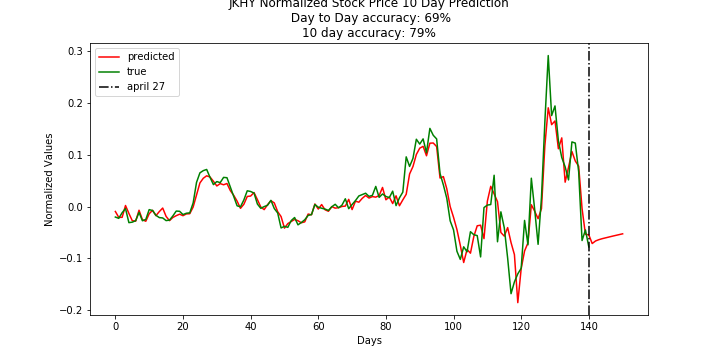 JKHY Normalized Stock Price 10 Day Prediction
Day to Day accuracy: 69%
10 day accuracy: 79%
predicted
true
april 27
Normalized Values
0.3
0.2
0.1
0.0
−0.1
−0.2
0
20
40
60
80
100
120
140
Days